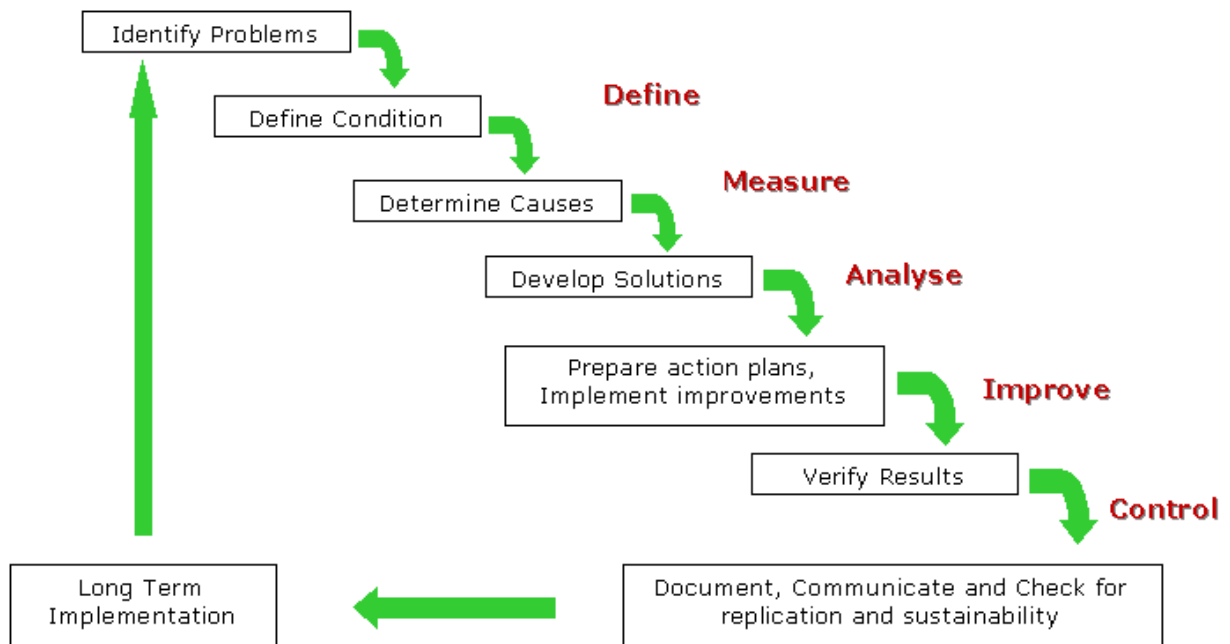 Identify Problems
Define
Define Condition
Measure
Determine Causes
Analyse
Develop Solutions
Prepare action plans,
Implement improvements
Improve
Verify Results
Control
Long Term
Implementation
Document, Communicate and Check for
replication and sustainability